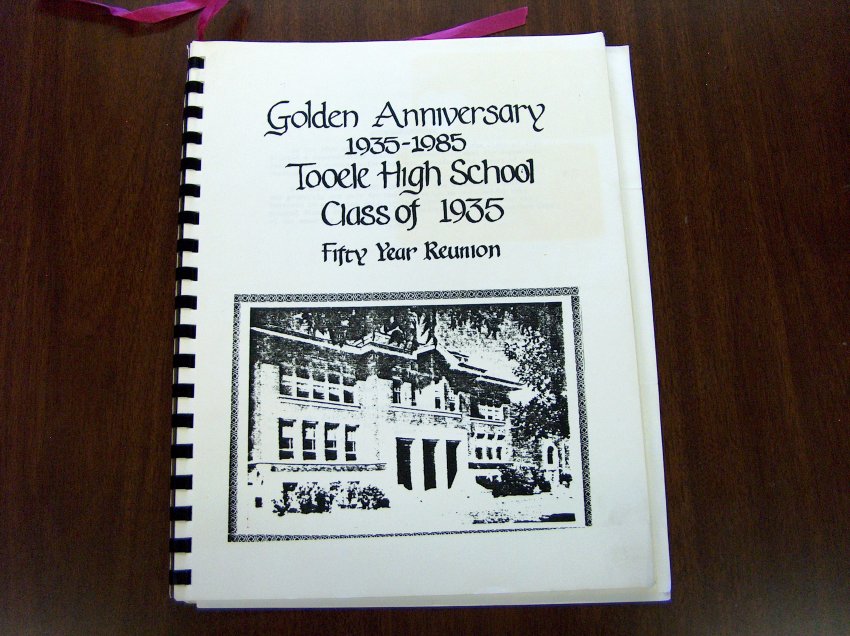 Golden Anniversary
1935-1985
Tooele High School
Class of 1935
Fifty Year Reunion